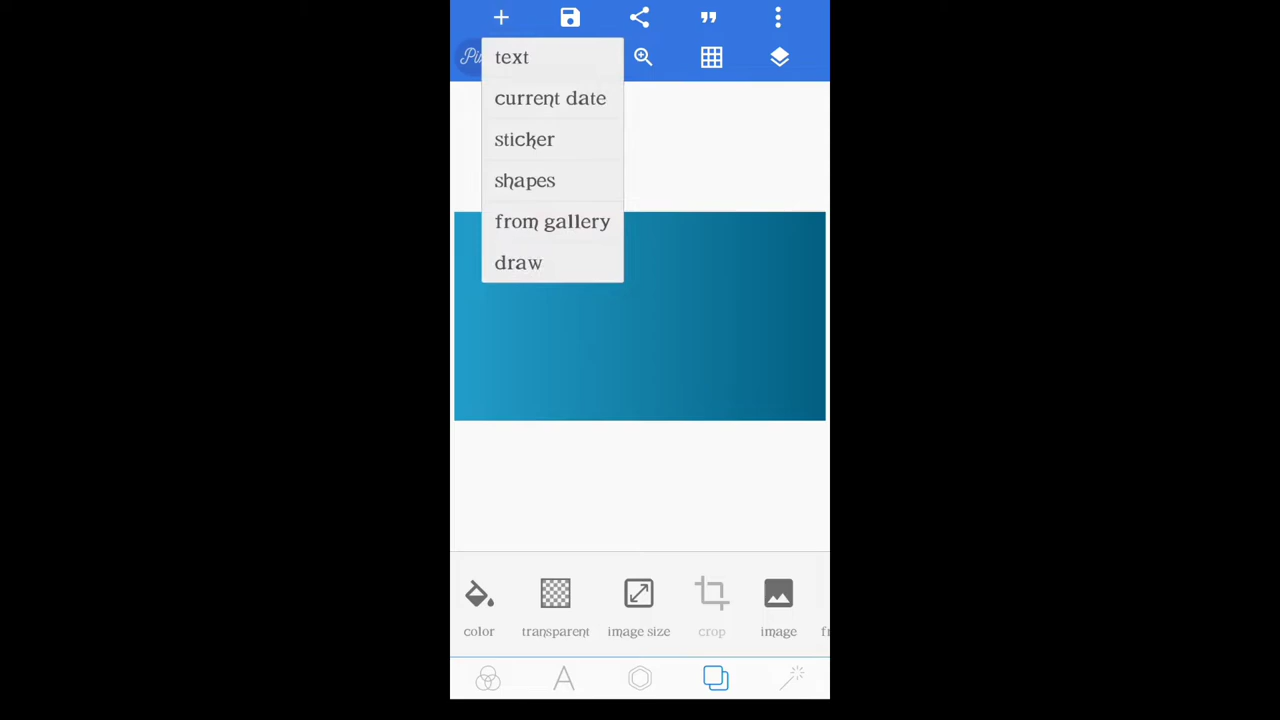 text
current date
sticker
shapes
from gallery
draw
color
transparent
image size
crop
image